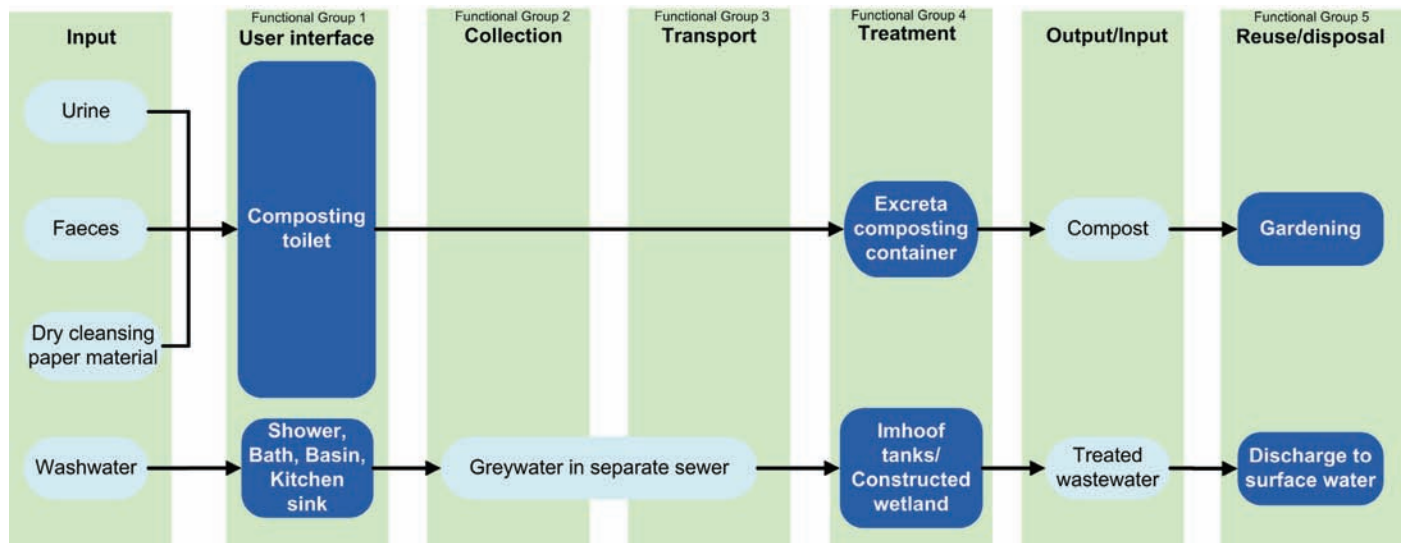 Input
Functional Group 1
User interface
Functional Group 2
Collection
Functional Group 3
Transport
Functional Group 4
Treatment
Output/Input
Functional Group 5
Reuse/disposal
Urine
Faeces
Dry cleansing
paper material
Composting
toilet
Excreta
composting
container
Compost
Gardening
Washwater
Shower,
Bath, Basin,
Kitchen
sink
Greywater in separate sewer
Imhoof
tanks/
Constructed
wetland
Treated
wastewater
Discharge to
surface water